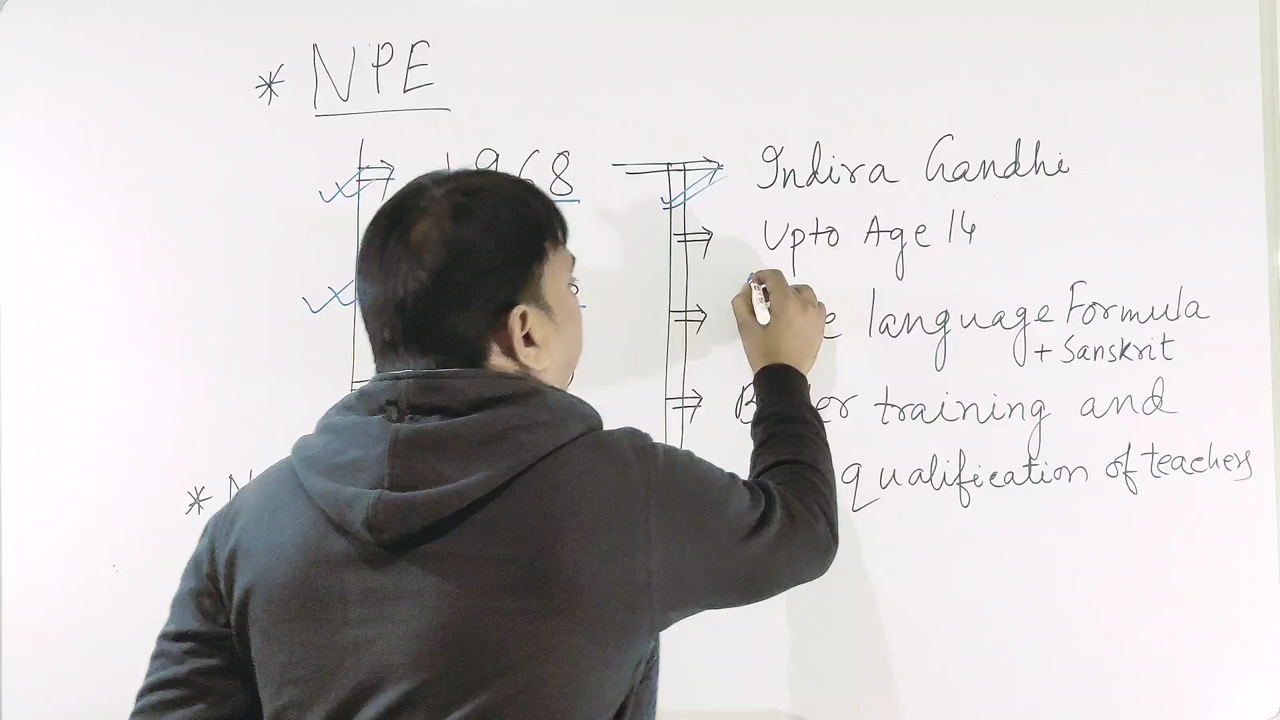 * NPE
1968 Indira Gandhi
Upto Age 14
language Formula
+ Sanskrit
training and
qualification of teachers
* N